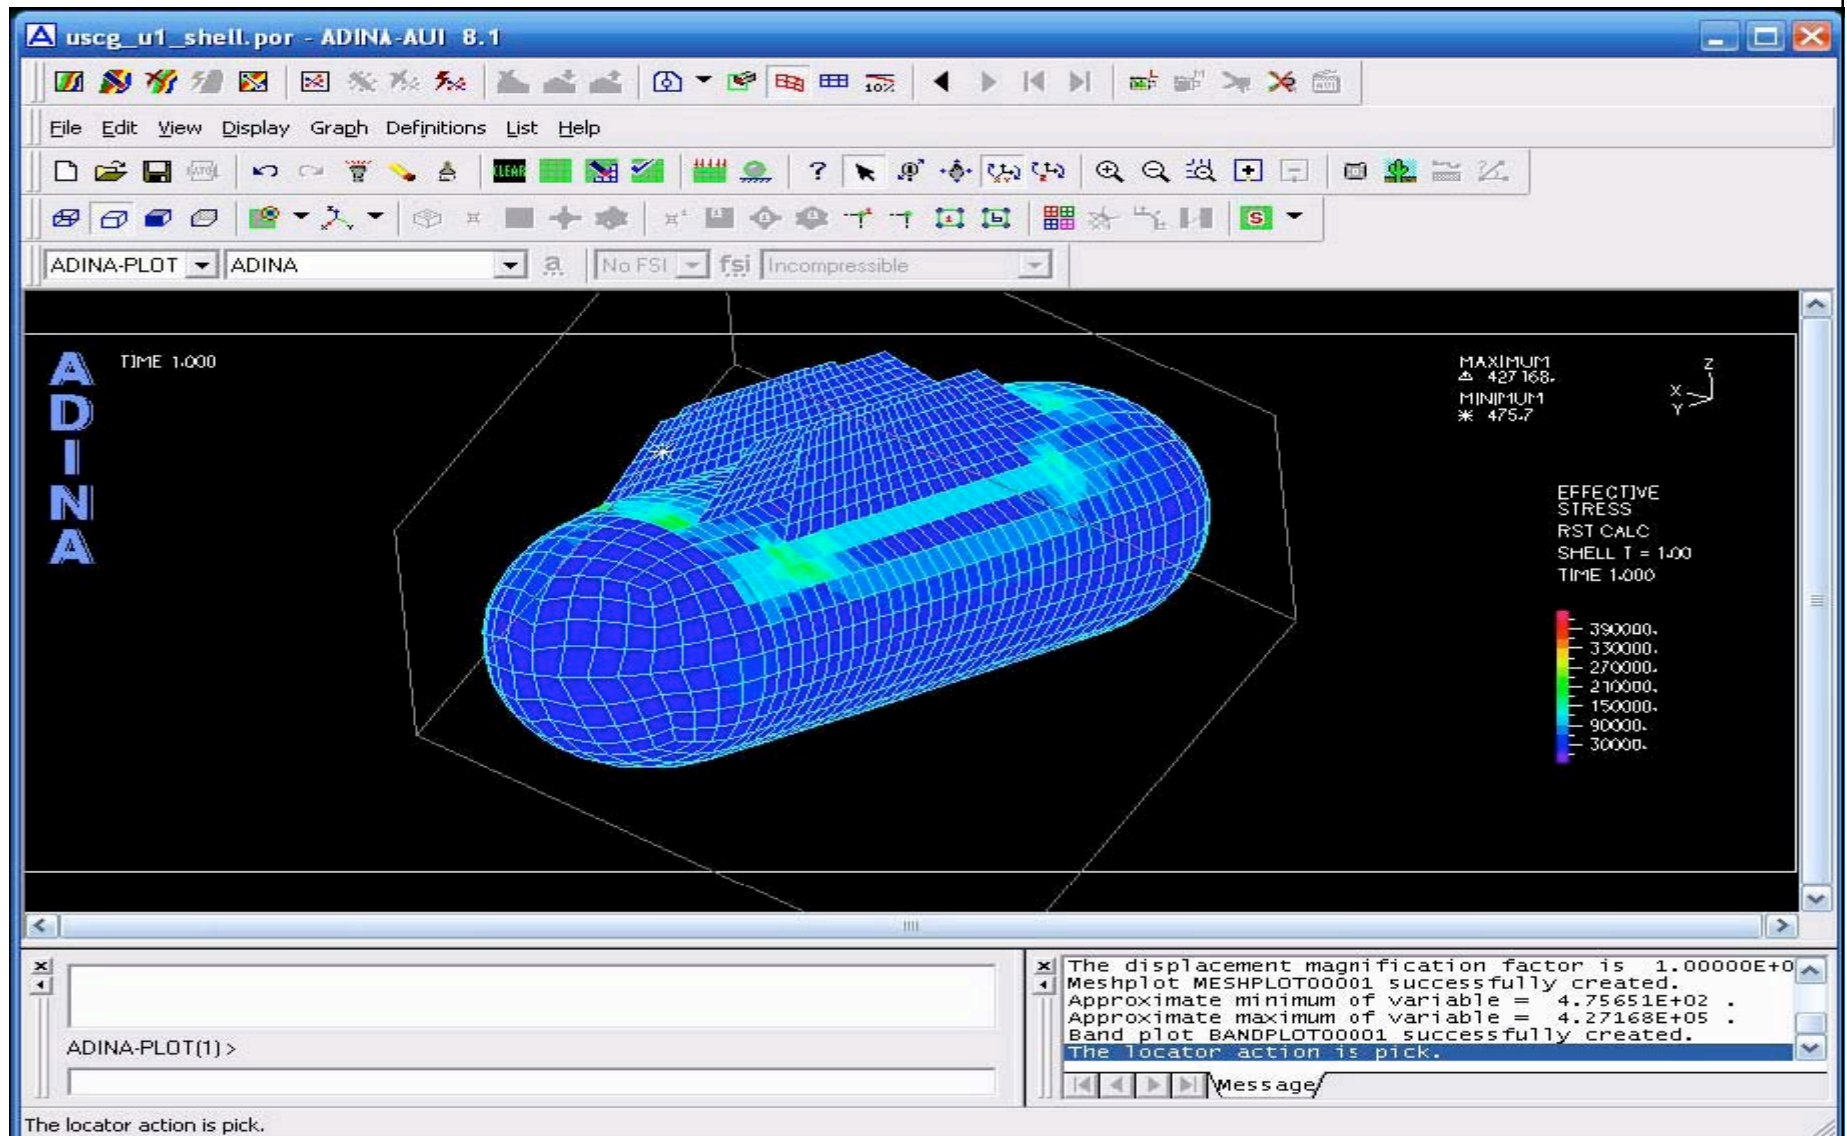 uscg_u1_shell.por - ADINA-AUI 8.1
10%
File Edit View Display Graph Definitions List Help
CLEAR
?
S
ADINA-PLOT ADINA a No FSI fsi Incompressible
ADINA
TIME 1.000
MAXIMUM
427168.
MINIMUM
475.7
Z
X
Y
EFFECTIVE
STRESS
RST CALC
SHELL T = 1.00
TIME 1.000
390000.
330000.
270000.
210000.
150000.
90000.
30000.
ADINA-PLOT(1) >
The displacement magnification factor is 1.00000E+0
Meshplot MESHPLOT00001 successfully created.
Approximate minimum of variable = 4.75651E+02 .
Approximate maximum of variable = 4.27168E+05 .
Band plot BANDPLOT00001 successfully created.
The locator action is pick.
Message
The locator action is pick.